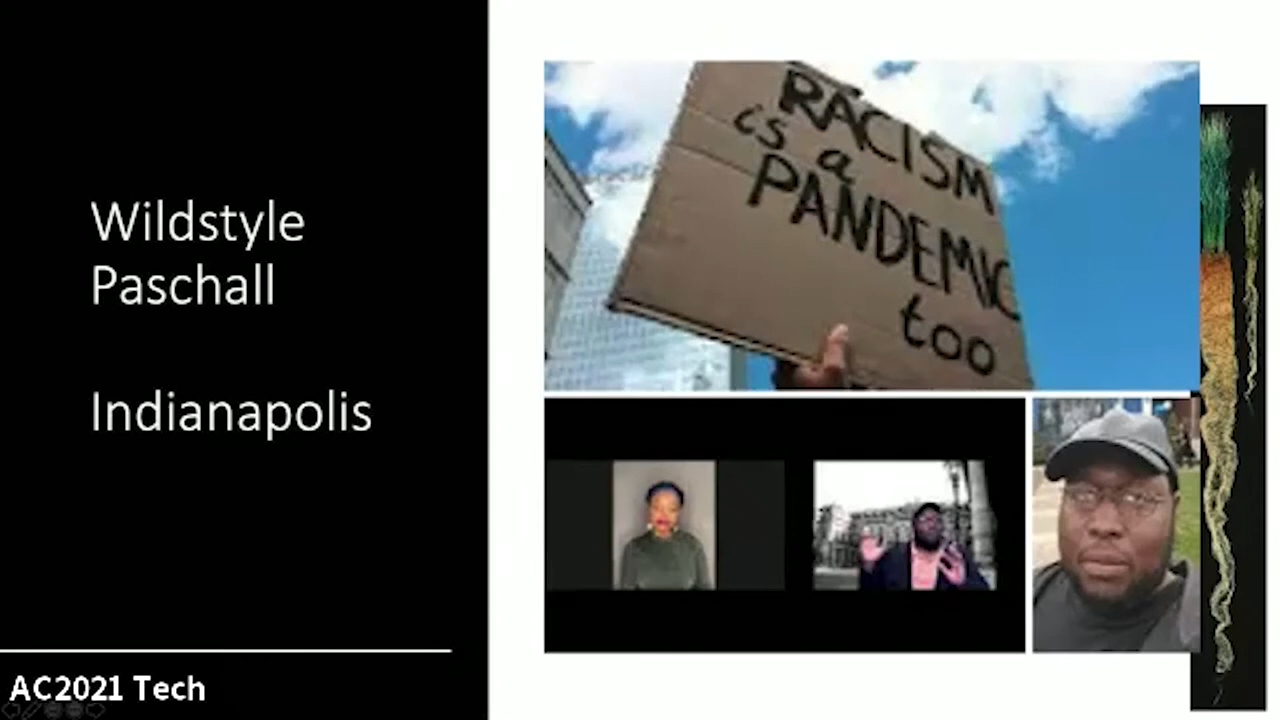 Wildstyle
Paschall
Indianapolis
RACISM
is a
PANDEMIC
too
AC2021 Tech